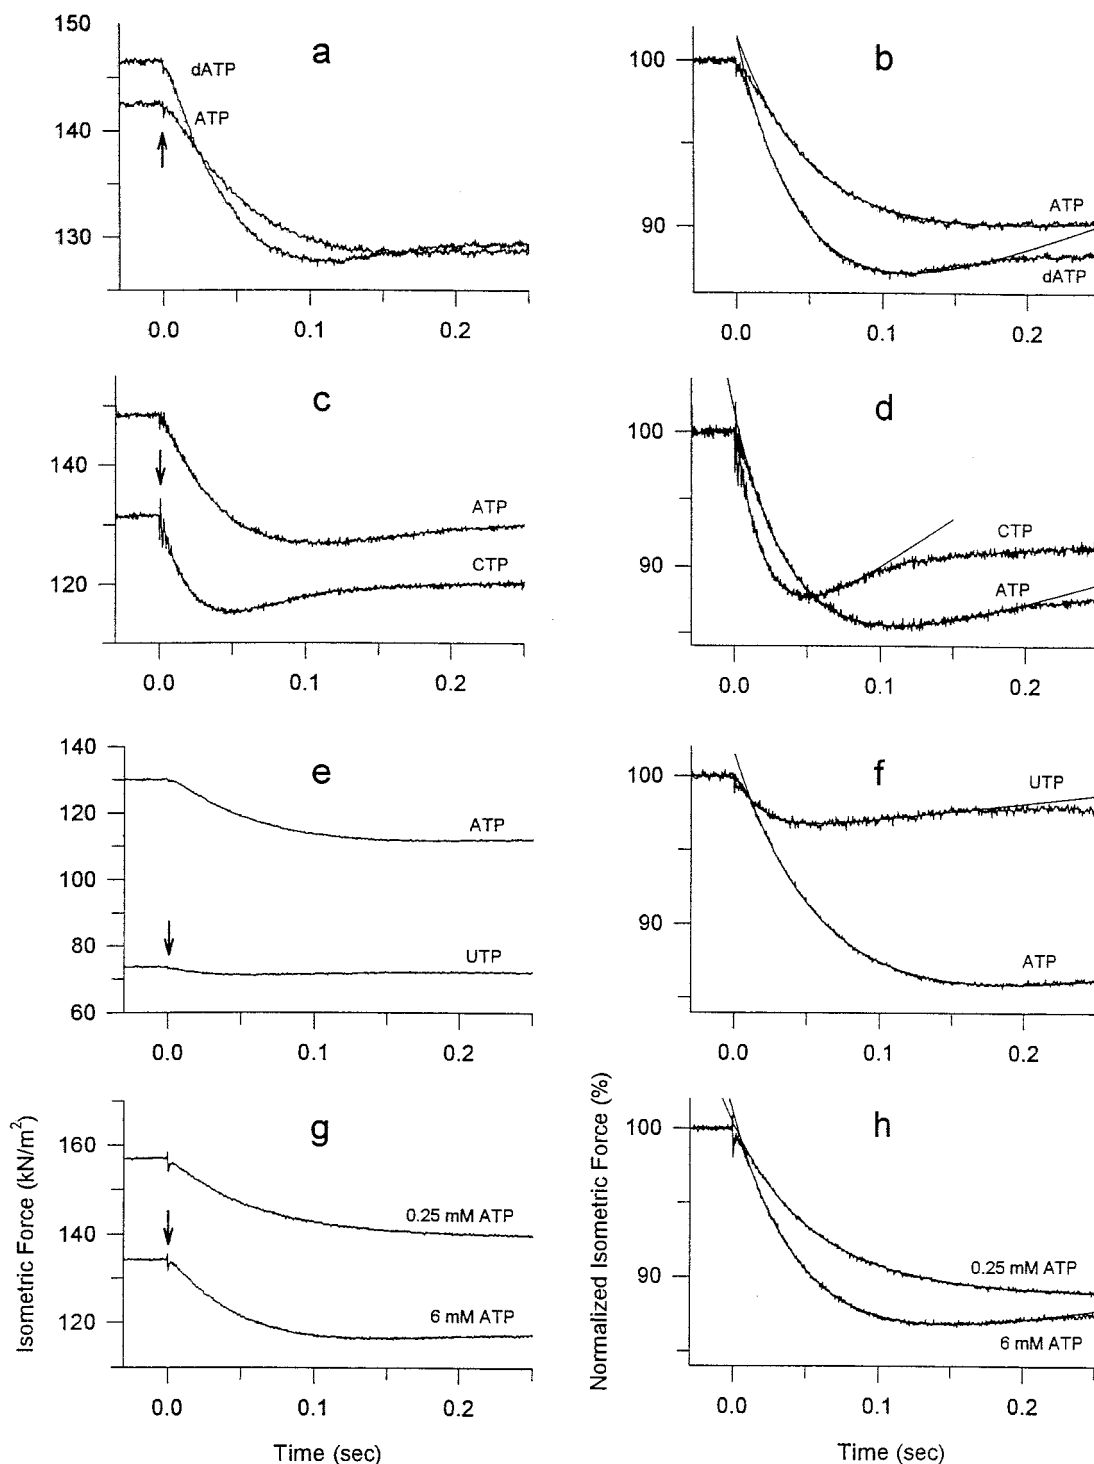 150
140
130
a
dATP
ATP
0.0 0.1 0.2
100
90
b
ATP
dATP
0.0 0.1 0.2
140
120
c
ATP
CTP
0.0 0.1 0.2
100
90
d
CTP
ATP
0.0 0.1 0.2
140
120
100
80
60
e
ATP
UTP
0.0 0.1 0.2
100
90
f
UTP
ATP
0.0 0.1 0.2
Isometric Force (kN/m²)
160
140
120
g
0.25 mM ATP
6 mM ATP
0.0 0.1 0.2
Time (sec)
Normalized Isometric Force (%)
100
90
h
0.25 mM ATP
6 mM ATP
0.0 0.1 0.2
Time (sec)